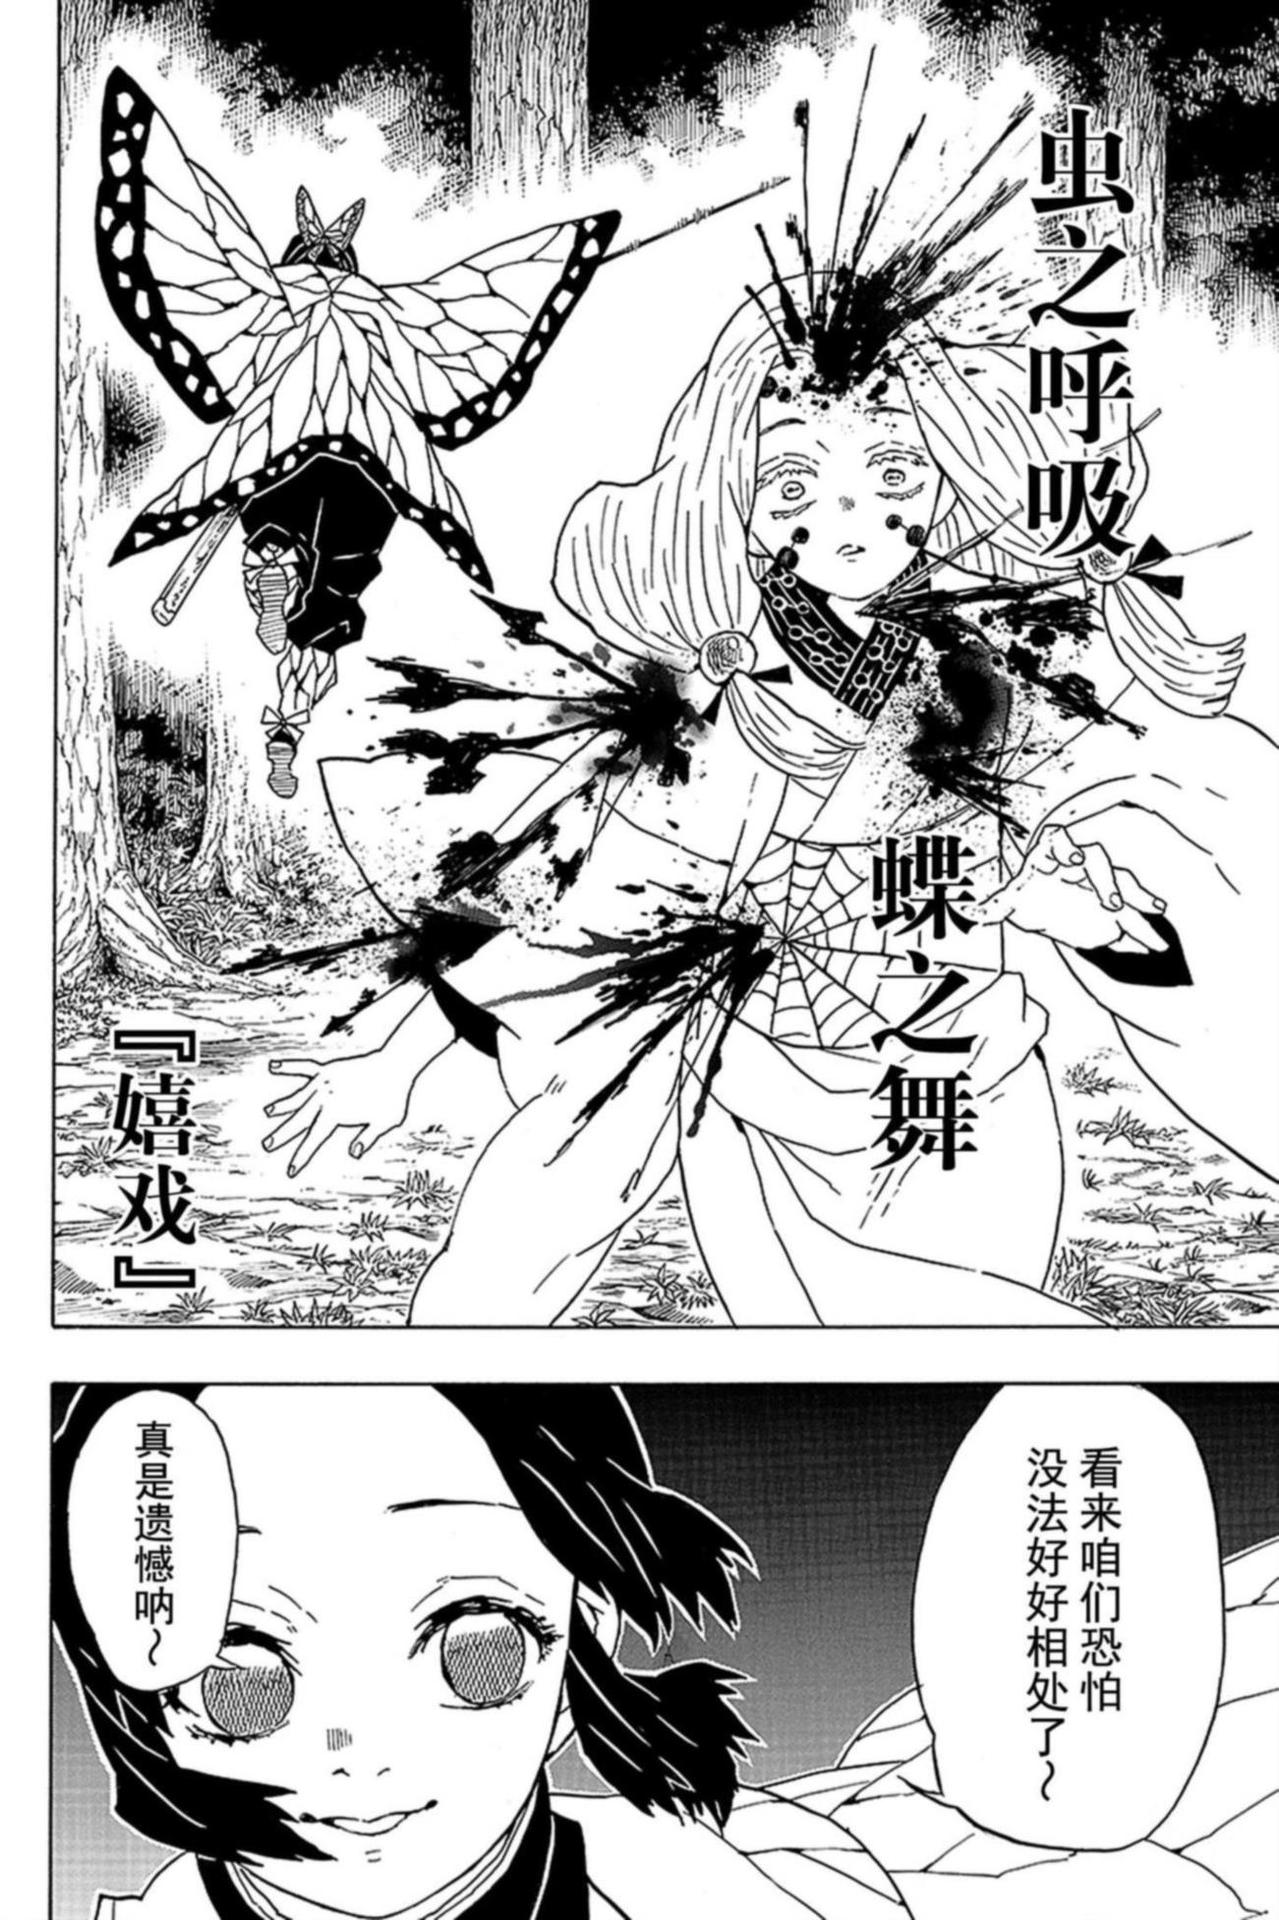 虫之呼吸
蝶之舞
『嬉戏』
看来咱们恐怕
没法好好相处了～
真是遗憾呐～